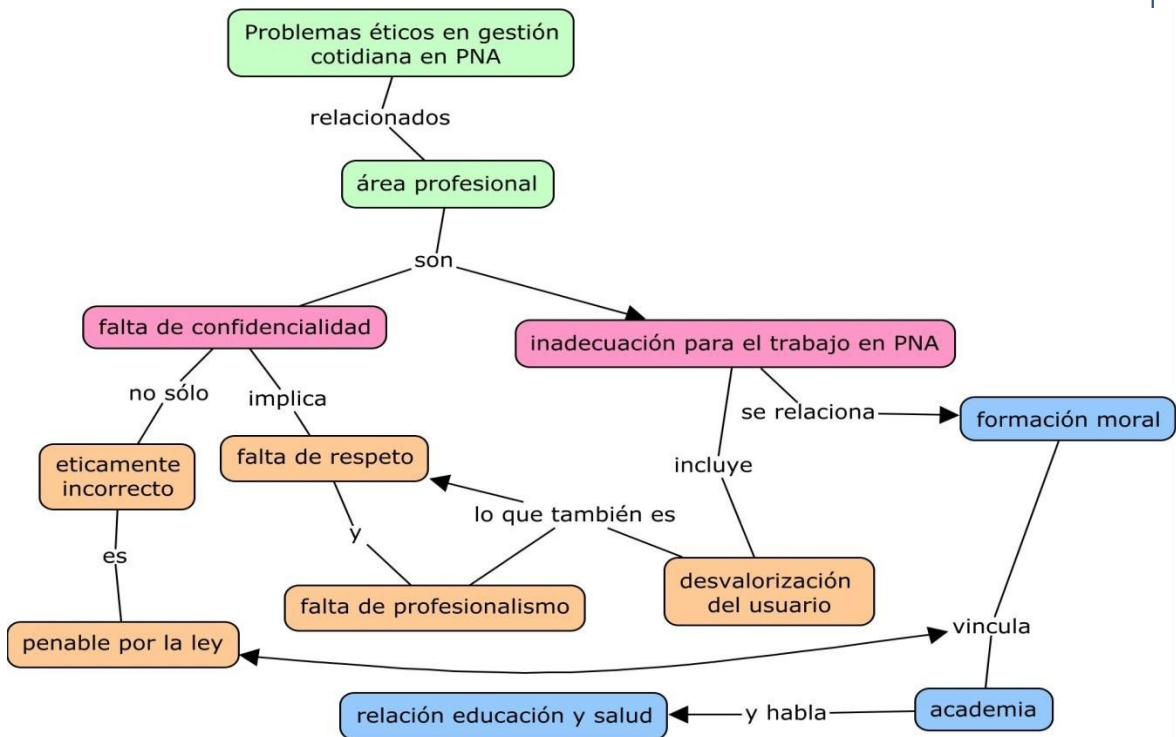 Problemas éticos en gestión
cotidiana en PNA
relacionados
área profesional
son
falta de confidencialidad
inadecuación para el trabajo en PNA
no sólo
implica
se relaciona
formación moral
eticamente
incorrecto
falta de respeto
incluye
lo que también es
es
y
falta de profesionalismo
desvalorización
del usuario
penable por la ley
vincula
relación educación y salud
y habla
academia